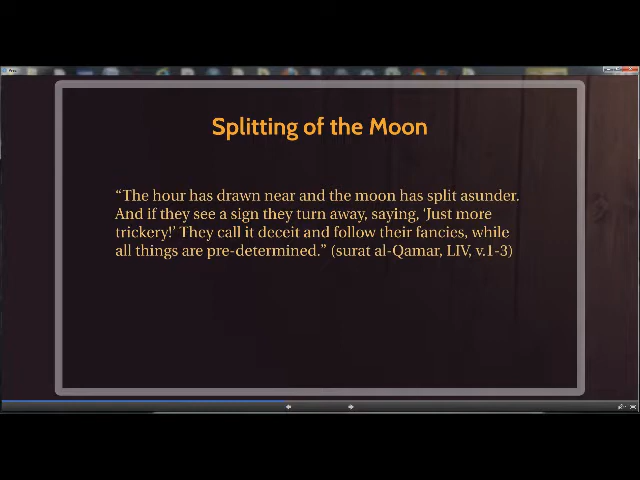 Splitting of the Moon
“The hour has drawn near and the moon has split asunder.
And if they see a sign they turn away, saying, ‘Just more
trickery!’ They call it deceit and follow their fancies, while
all things are pre-determined.” (surat al-Qamar, LIV, v.1-3)